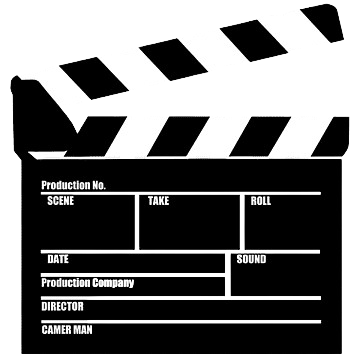 Production No.
SCENE TAKE ROLL
DATE SOUND
Production Company
DIRECTOR
CAMER MAN